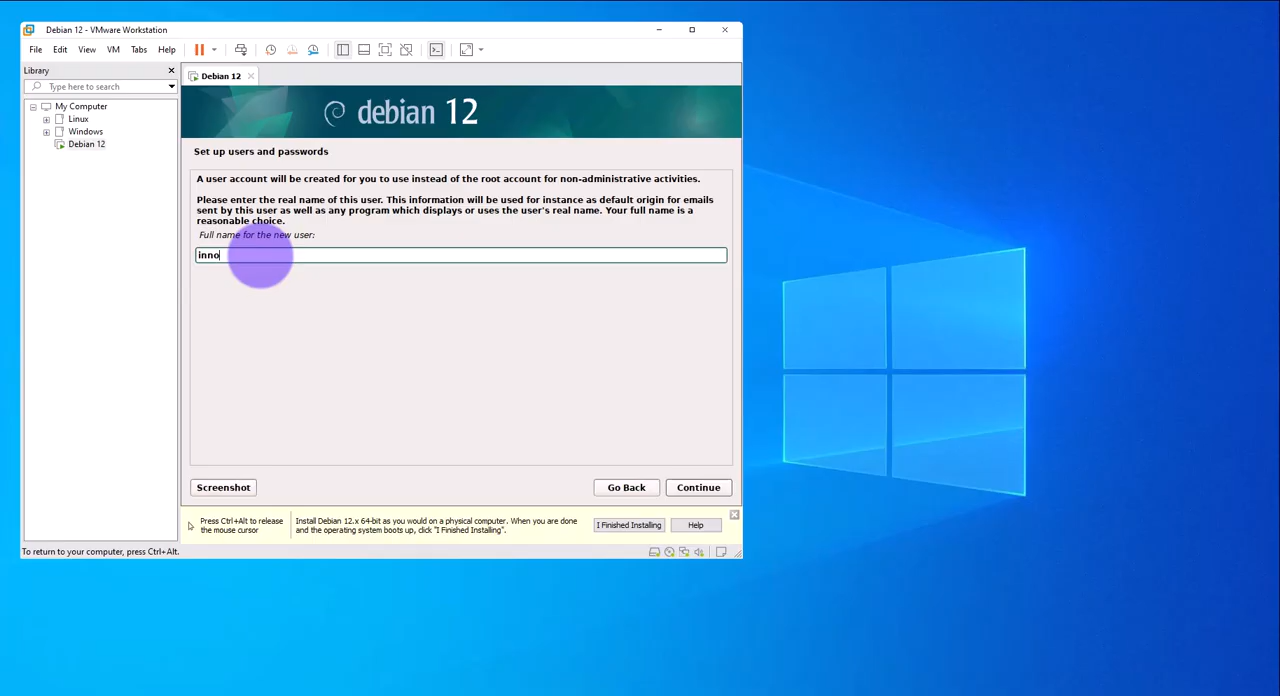 Debian 12 - VMware Workstation
File Edit View VM Tabs Help
Library
Type here to search
My Computer
Linux
Windows
Debian 12
Debian 12
debian 12
Set up users and passwords
A user account will be created for you to use instead of the root account for non-administrative activities.
Please enter the real name of this user. This information will be used for instance as default origin for emails
sent by this user as well as any program which displays or uses the user's real name. Your full name is a
reasonable choice.
Full name for the new user:
inno
Screenshot
Go Back
Continue
Press Ctrl+Alt to release
the mouse cursor
Install Debian 12.x 64-bit as you would on a physical computer. When you are done
and the operating system boots up, click "I Finished Installing".
I Finished Installing
Help
To return to your computer, press Ctrl+Alt.